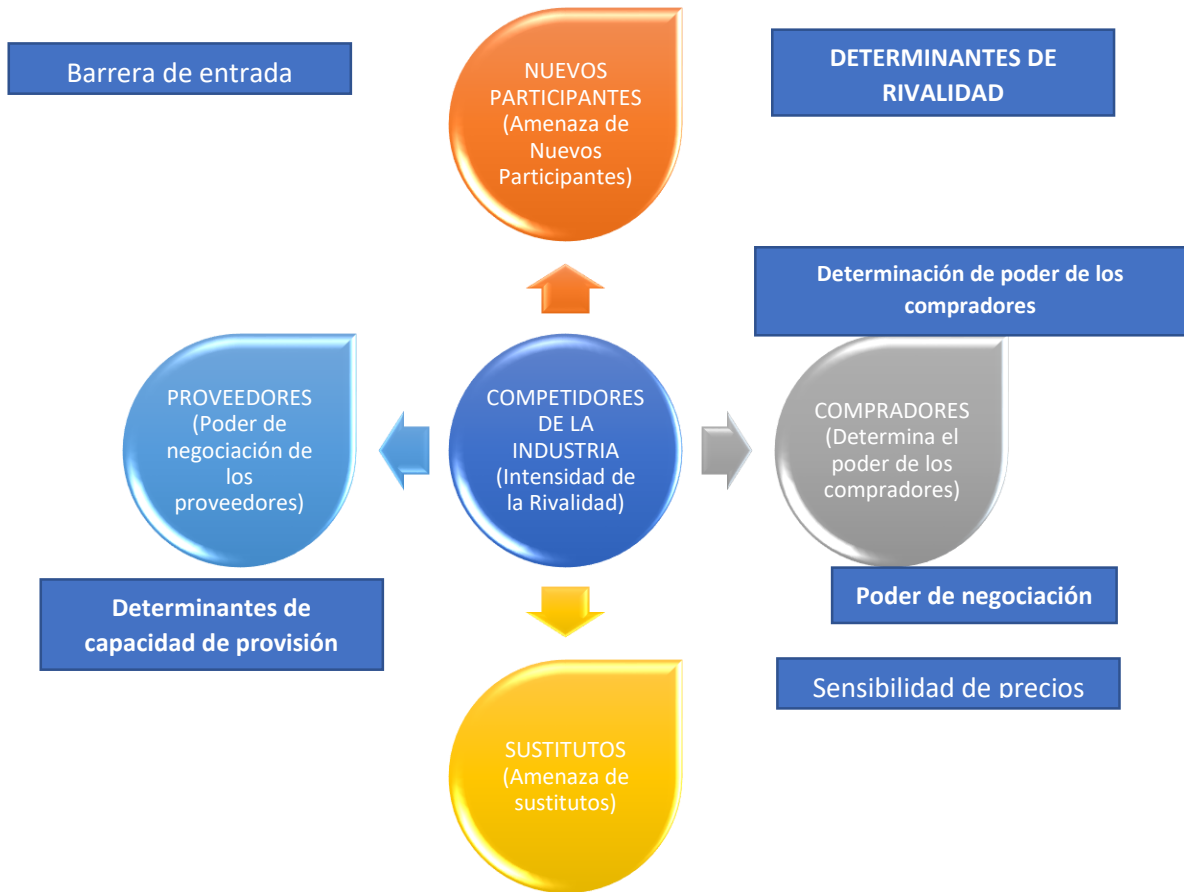 Barrera de entrada
NUEVOS
PARTICIPANTES
(Amenaza de
Nuevos
Participantes)
DETERMINANTES DE
RIVALIDAD
Determinación de poder de los
compradores
PROVEEDORES
(Poder de
negociación de
los
proveedores)
COMPETIDORES
DE LA
INDUSTRIA
(Intensidad de
la Rivalidad)
COMPRADORES
(Determina el
poder de los
compradores)
Determinantes de
capacidad de provisión
Poder de negociación
Sensibilidad de precios
SUSTITUTOS
(Amenaza de
sustitutos)